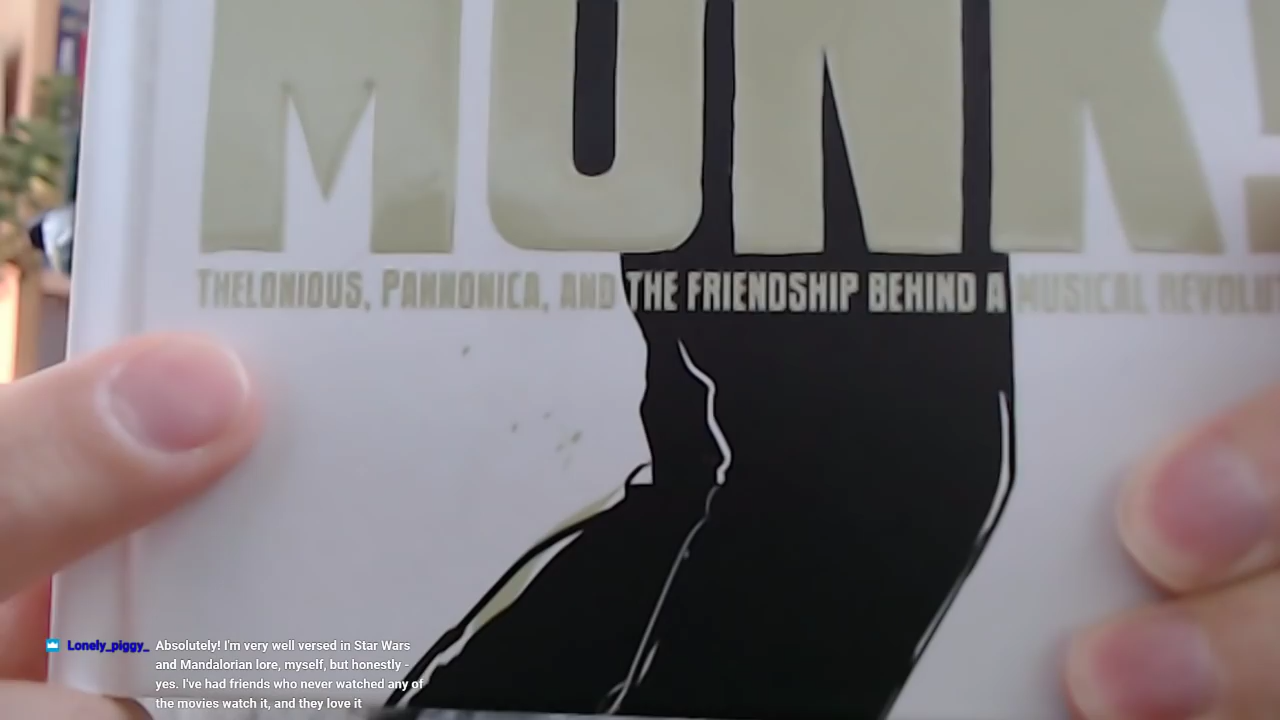 MONK!
THELONIOUS, PANNONICA, AND THE FRIENDSHIP BEHIND A MUSICAL REVOLU
Lonely_piggy_ Absolutely! I'm very well versed in Star Wars
and Mandalorian lore, myself, but honestly -
yes. I've had friends who never watched any of
the movies watch it, and they love it